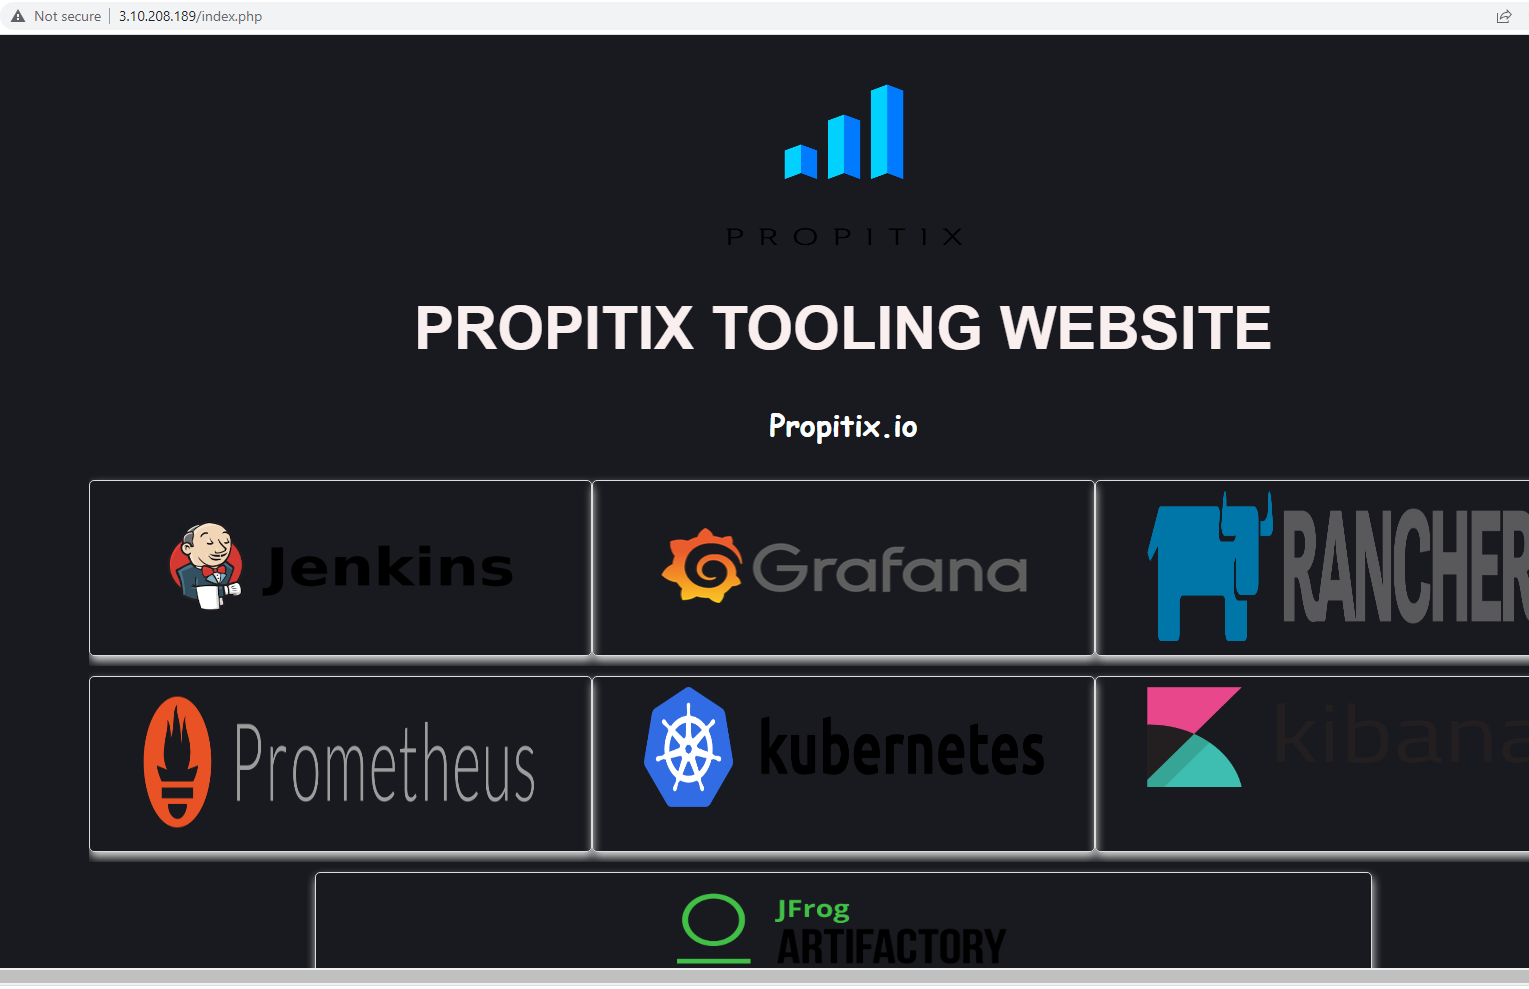 Not secure 3.10.208.189/index.php
PROPITIX
PROPITIX TOOLING WEBSITE
Propitix.io
Jenkins
Grafana
RANCHER
Prometheus
kubernetes
kibana
JFrog
ARTIFACTORY